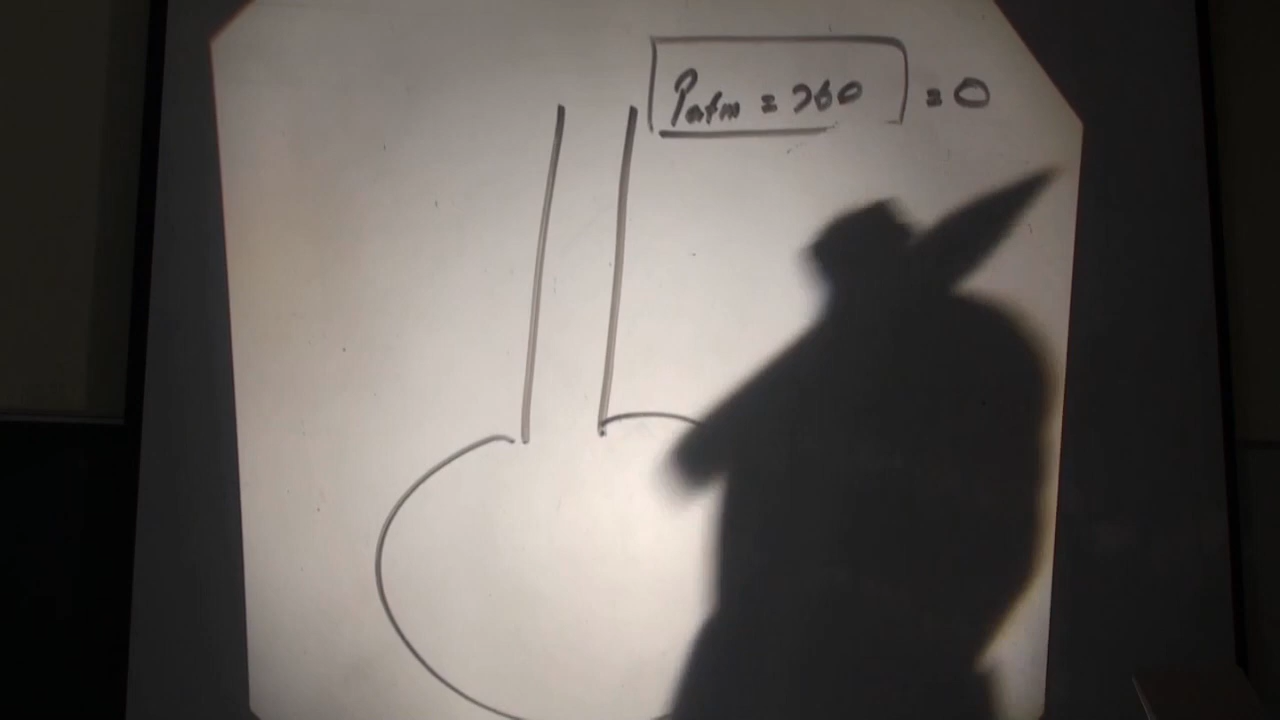 Patm = 760 = 0